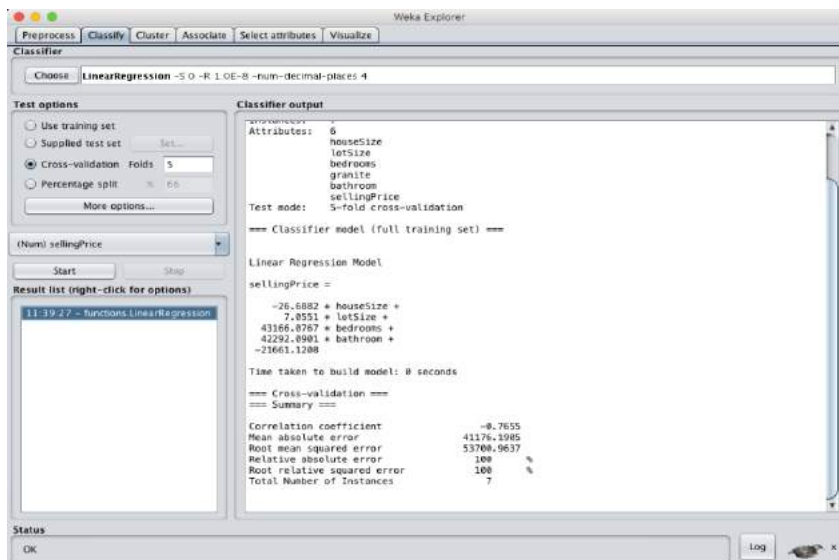 Weka Explorer
Preprocess Classify Cluster Associate Select attributes Visualize
Classifier
Choose LinearRegression -S 0 -R 1.0E-8 -num-decimal-places 4
Test options
Use training set
Supplied test set Set...
Cross-validation Folds 5
Percentage split % 66
More options...
(Num) sellingPrice
Start Stop
Result list (right-click for options)
11:39:27 - functions.LinearRegression
Classifier output
Attributes: 6
houseSize
lotSize
bedrooms
granite
bathroom
sellingPrice
Test mode: 5-fold cross-validation
=== Classifier model (full training set) ===
Linear Regression Model
sellingPrice =
-26.6882 * houseSize +
7.0551 * lotSize +
43166.0767 * bedrooms +
42292.0901 * bathroom +
-21661.1208
Time taken to build model: 0 seconds
=== Cross-validation ===
=== Summary ===
Correlation coefficient -0.7655
Mean absolute error 41176.1985
Root mean squared error 53700.9637
Relative absolute error 100 %
Root relative squared error 100 %
Total Number of Instances 7
Status
OK
Log
x